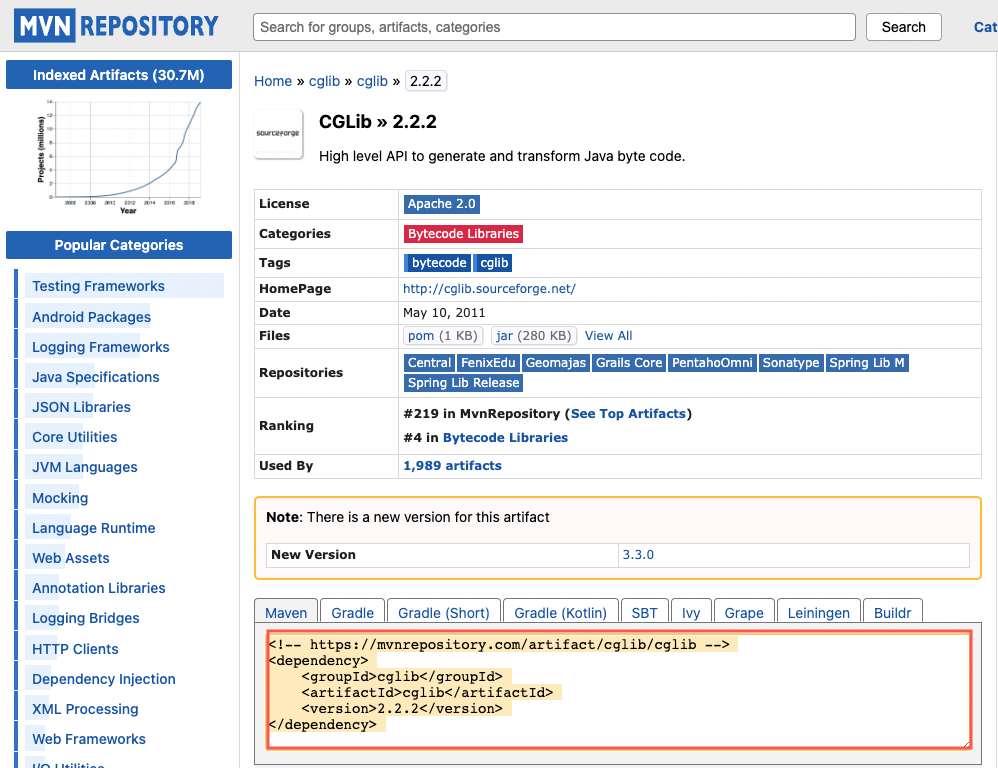 MVN REPOSITORY
Search for groups, artifacts, categories
Search
Cat
Indexed Artifacts (30.7M)
Projects (millions)
Year
Popular Categories
Testing Frameworks
Android Packages
Logging Frameworks
Java Specifications
JSON Libraries
Core Utilities
JVM Languages
Mocking
Language Runtime
Web Assets
Annotation Libraries
Logging Bridges
HTTP Clients
Dependency Injection
XML Processing
Web Frameworks
I/O Utilities
Home » cglib » cglib » 2.2.2
sourceforge
CGLib » 2.2.2
High level API to generate and transform Java byte code.
License Apache 2.0
Categories Bytecode Libraries
Tags bytecode cglib
HomePage http://cglib.sourceforge.net/
Date May 10, 2011
Files pom (1 KB) jar (280 KB) View All
Repositories Central FenixEdu Geomajas Grails Core PentahoOmni Sonatype Spring Lib M
Spring Lib Release
Ranking #219 in MvnRepository (See Top Artifacts)
#4 in Bytecode Libraries
Used By 1,989 artifacts
Note: There is a new version for this artifact
New Version 3.3.0
Maven Gradle Gradle (Short) Gradle (Kotlin) SBT Ivy Grape Leiningen Buildr
<!-- https://mvnrepository.com/artifact/cglib/cglib -->
<dependency>
    <groupId>cglib</groupId>
    <artifactId>cglib</artifactId>
    <version>2.2.2</version>
</dependency>